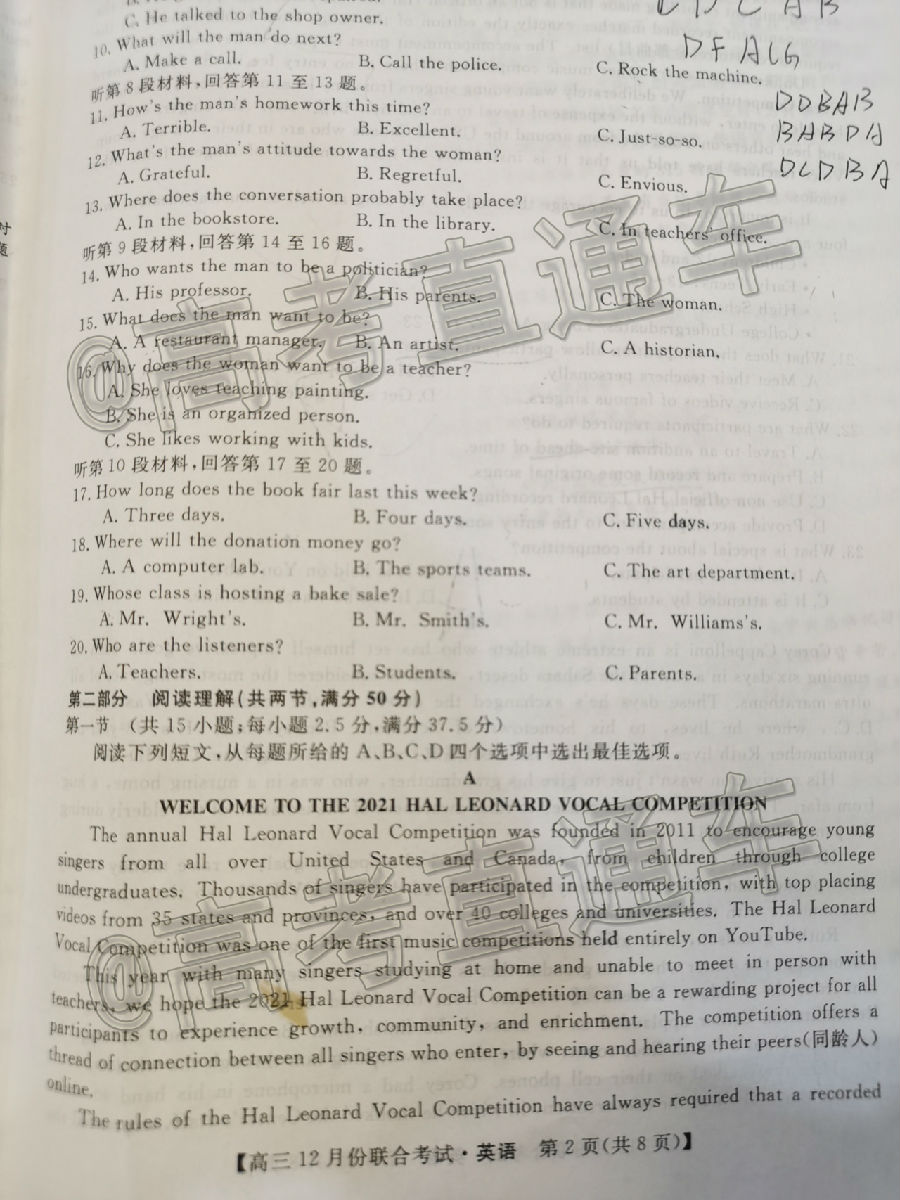 C. He talked to the shop owner.
10. What will the man do next?
A. Make a call. B. Call the police. C. Rock the machine.
听第8段材料,回答第11至13题。
11. How's the man's homework this time?
A. Terrible. B. Excellent. C. Just-so-so.
12. What's the man's attitude towards the woman?
A. Grateful. B. Regretful. C. Envious.
13. Where does the conversation probably take place?
A. In the bookstore. B. In the library. C. In teachers' office.
听第9段材料,回答第14至16题。
14. Who wants the man to be a politician?
A. His professor. B. His parents. C. The woman.
15. What does the man want to be?
A. A restaurant manager. B. An artist. C. A historian.
16. Why does the woman want to be a teacher?
A. She loves teaching painting.
B. She is an organized person.
C. She likes working with kids.
听第10段材料,回答第17至20题。
17. How long does the book fair last this week?
A. Three days. B. Four days. C. Five days.
18. Where will the donation money go?
A. A computer lab. B. The sports teams. C. The art department.
19. Whose class is hosting a bake sale?
A. Mr. Wright's. B. Mr. Smith's. C. Mr. Williams's.
20. Who are the listeners?
A. Teachers. B. Students. C. Parents.
第二部分 阅读理解(共两节,满分50分)
第一节 (共15小题;每小题2.5分,满分37.5分)
阅读下列短文,从每题所给的A、B、C、D四个选项中选出最佳选项。
A
WELCOME TO THE 2021 HAL LEONARD VOCAL COMPETITION
The annual Hal Leonard Vocal Competition was founded in 2011 to encourage young
singers from all over United States and Canada, from children through college
undergraduates. Thousands of singers have participated in the competition, with top placing
videos from 35 states and provinces, and over 40 colleges and universities. The Hal Leonard
Vocal Competition was one of the first music competitions held entirely on YouTube.
This year with many singers studying at home and unable to meet in person with
teachers, we hope the 2021 Hal Leonard Vocal Competition can be a rewarding project for all
participants to experience growth, community, and enrichment. The competition offers a
thread of connection between all singers who enter, by seeing and hearing their peers(同龄人)
online.
The rules of the Hal Leonard Vocal Competition have always required that a recorded
【高三12月份联合考试·英语 第2页(共8页)】
DF ACG
DDBAB
BABDA
DCDBA
@高考直通车
@高考直通车